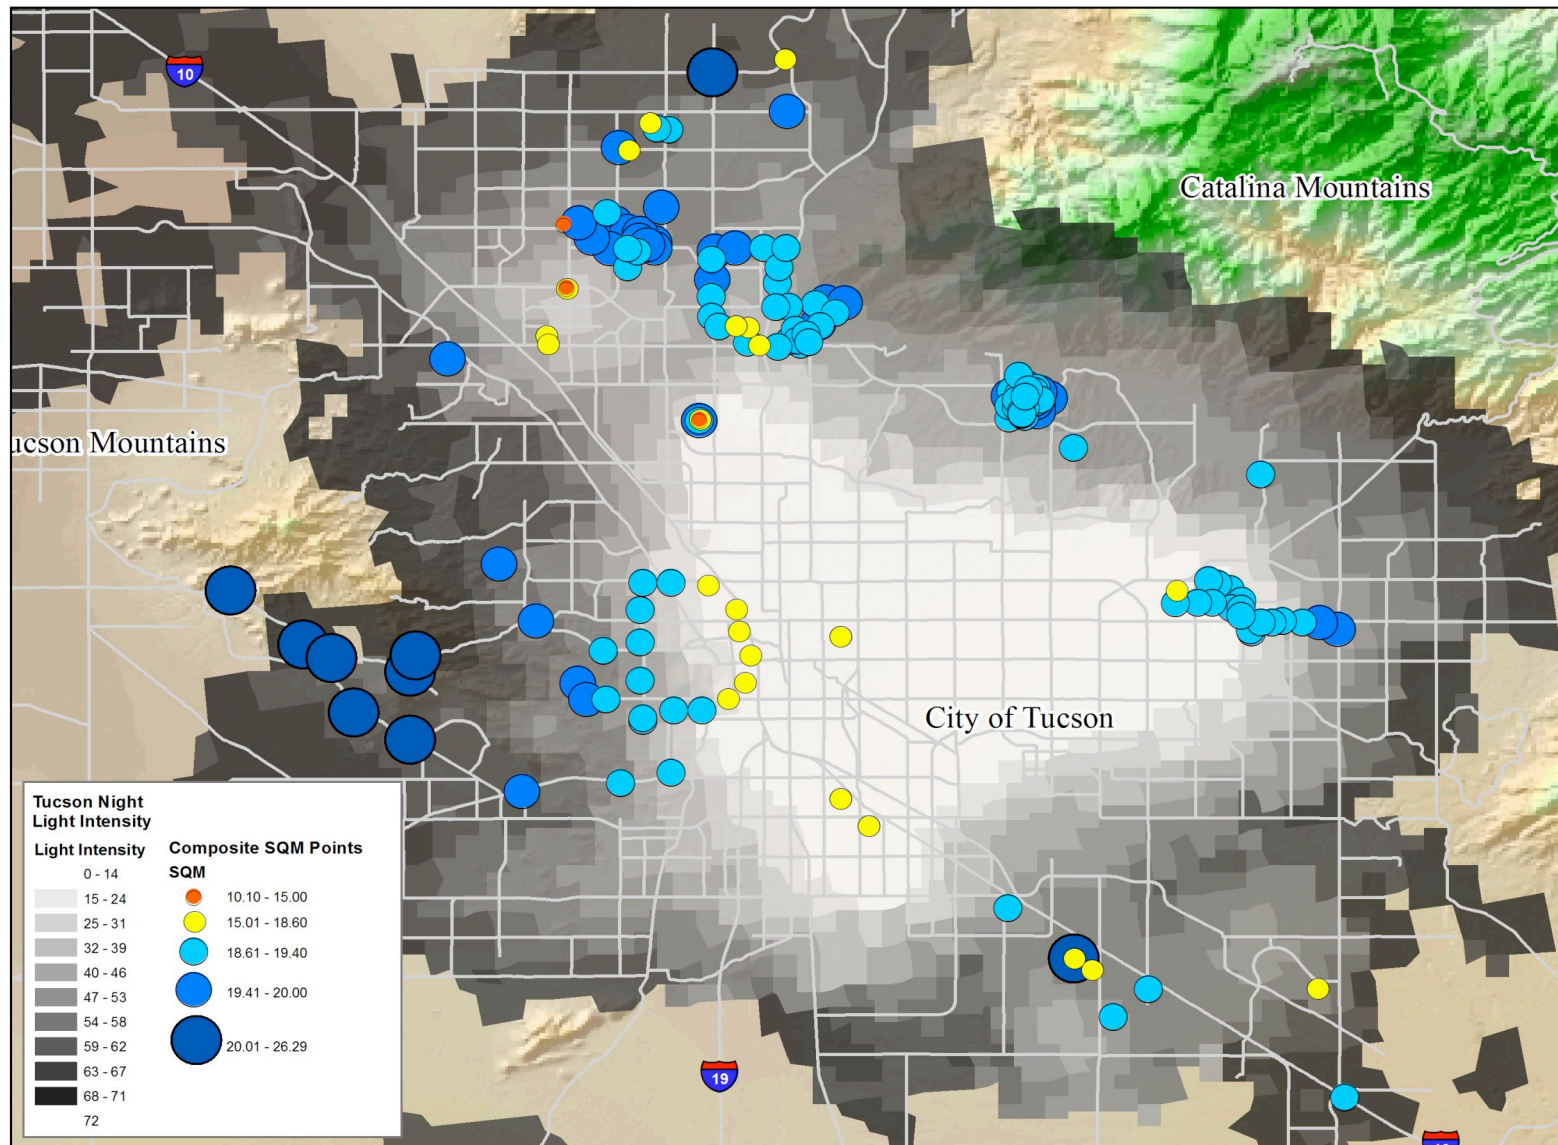 10
Catalina Mountains
ucson Mountains
City of Tucson
Tucson Night
Light Intensity
Light Intensity
0 - 14
15 - 24
25 - 31
32 - 39
40 - 46
47 - 53
54 - 58
59 - 62
63 - 67
68 - 71
72
Composite SQM Points
SQM
10.10 - 15.00
15.01 - 18.60
18.61 - 19.40
19.41 - 20.00
20.01 - 26.29
19